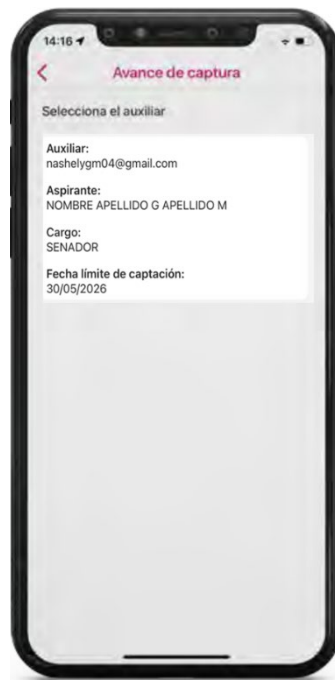 14:16
Avance de captura
Selecciona el auxiliar
Auxiliar:
nashelygm04@gmail.com
Aspirante:
NOMBRE APELLIDO G APELLIDO M
Cargo:
SENADOR
Fecha límite de captación:
30/05/2026